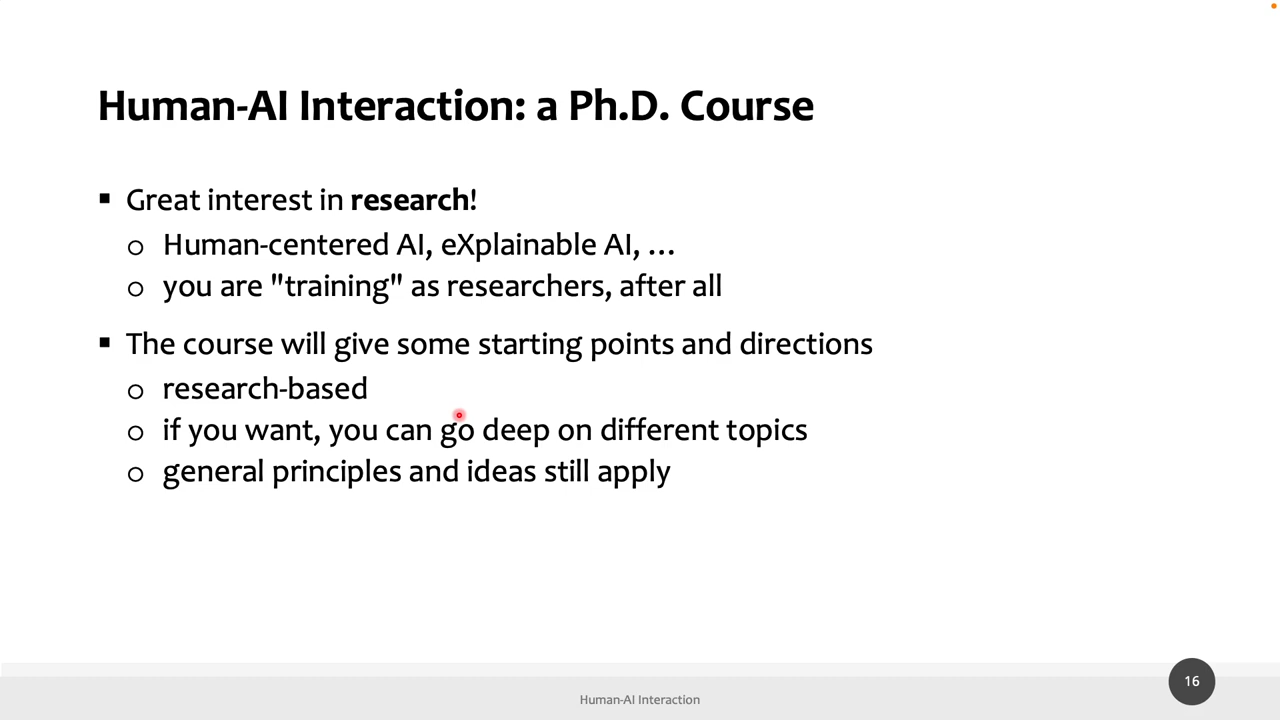 Human-AI Interaction: a Ph.D. Course
▪ Great interest in research!
o Human-centered AI, eXplainable AI, …
o you are "training" as researchers, after all
▪ The course will give some starting points and directions
o research-based
o if you want, you can go deep on different topics
o general principles and ideas still apply
Human-AI Interaction
16